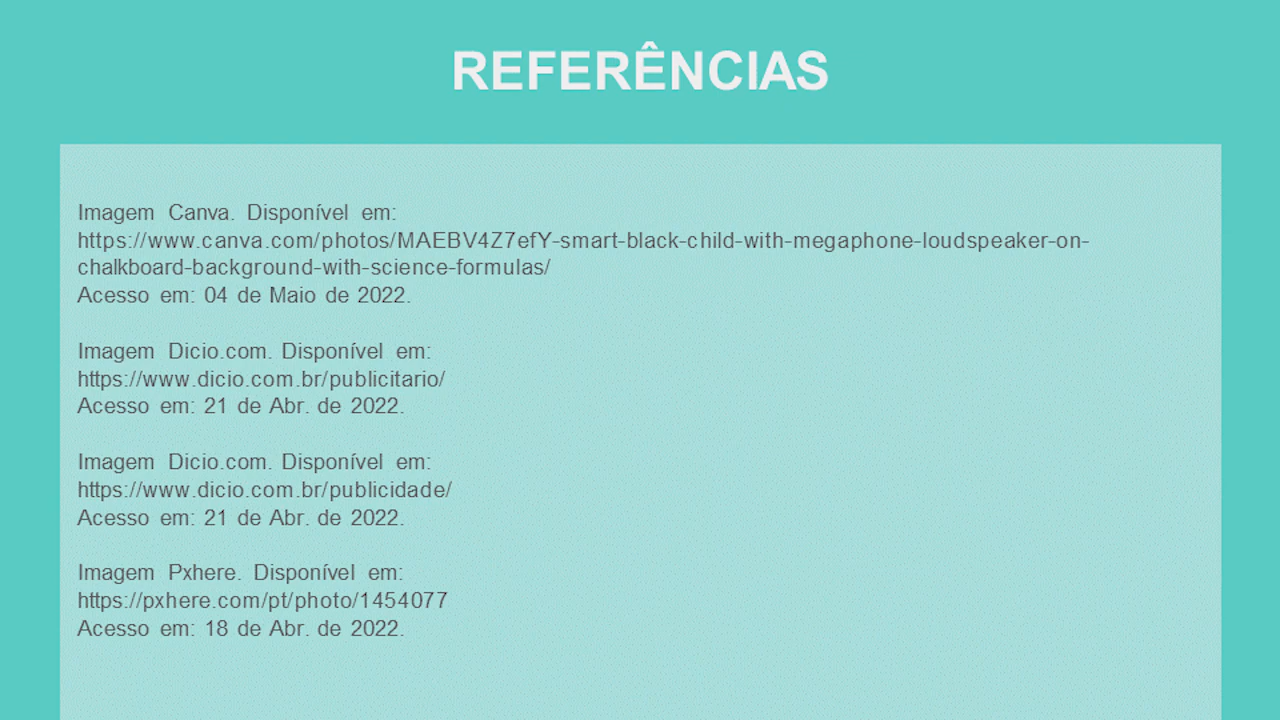 REFERÊNCIAS
Imagem Canva. Disponível em:
https://www.canva.com/photos/MAEBV4Z7efY-smart-black-child-with-megaphone-loudspeaker-on-
chalkboard-background-with-science-formulas/
Acesso em: 04 de Maio de 2022.
Imagem Dicio.com. Disponível em:
https://www.dicio.com.br/publicitario/
Acesso em: 21 de Abr. de 2022.
Imagem Dicio.com. Disponível em:
https://www.dicio.com.br/publicidade/
Acesso em: 21 de Abr. de 2022.
Imagem Pxhere. Disponível em:
https://pxhere.com/pt/photo/1454077
Acesso em: 18 de Abr. de 2022.